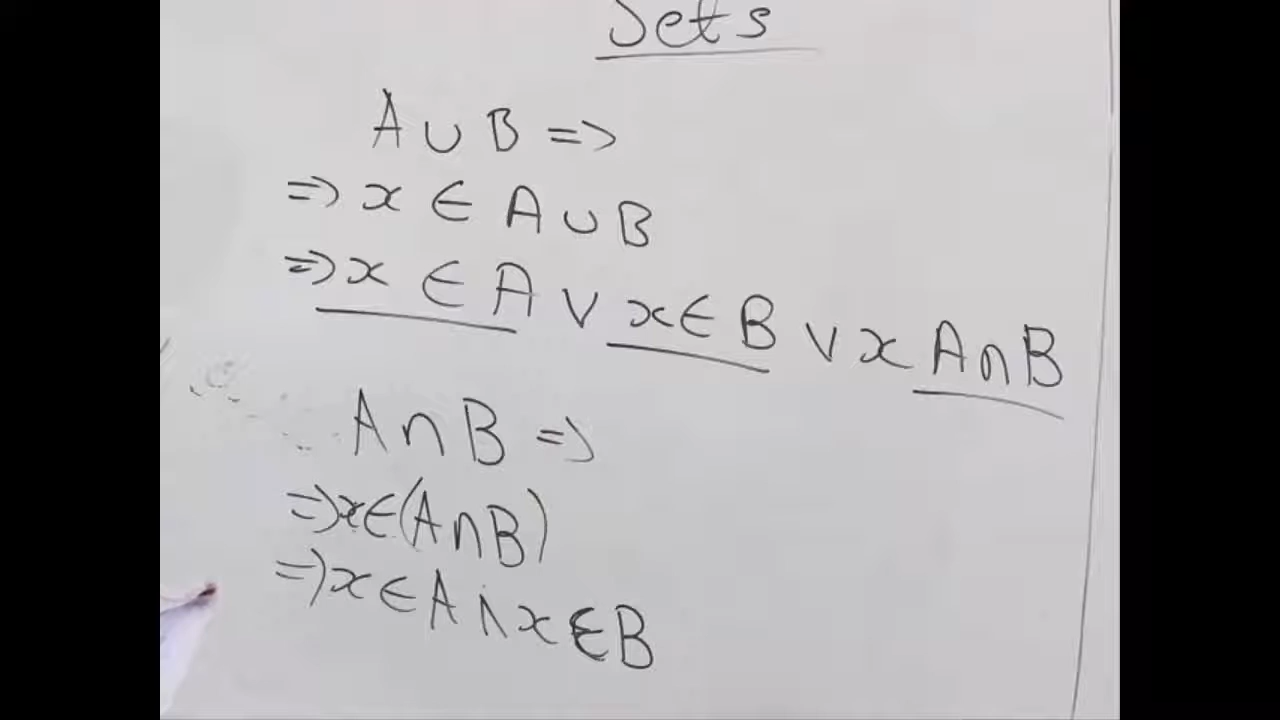 Sets
A ∪ B =>
=> x ∈ A ∪ B
=> x ∈ A ∨ x ∈ B ∨ x A ∩ B
A ∩ B =>
=> x ∈ (A ∩ B)
=> x ∈ A ∧ x ∈ B